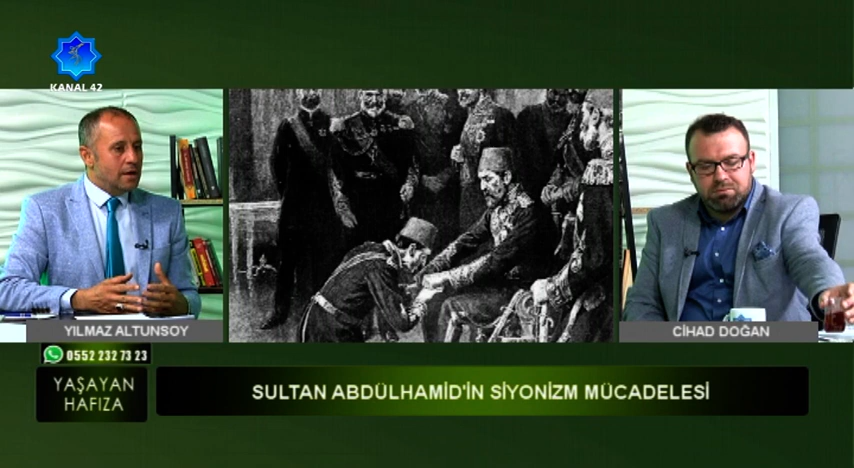 KANAL 42
YILMAZ ALTUNSOY
CİHAD DOĞAN
0552 232 73 23
YAŞAYAN
HAFIZA
SULTAN ABDÜLHAMİD'İN SİYONİZM MÜCADELESİ